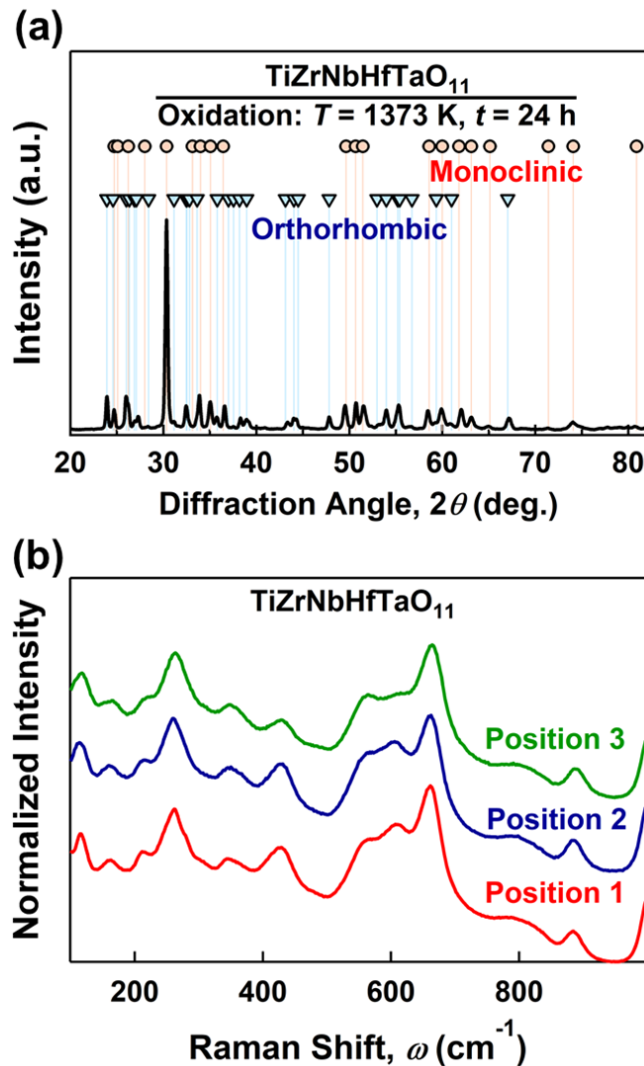 (a)
TiZrNbHfTaO₁₁
Oxidation: T = 1373 K, t = 24 h
Monoclinic
Orthorhombic
Intensity (a.u.)
20 30 40 50 60 70 80
Diffraction Angle, 2θ (deg.)
(b)
TiZrNbHfTaO₁₁
Position 3
Position 2
Position 1
Normalized Intensity
200 400 600 800
Raman Shift, ω (cm⁻¹)